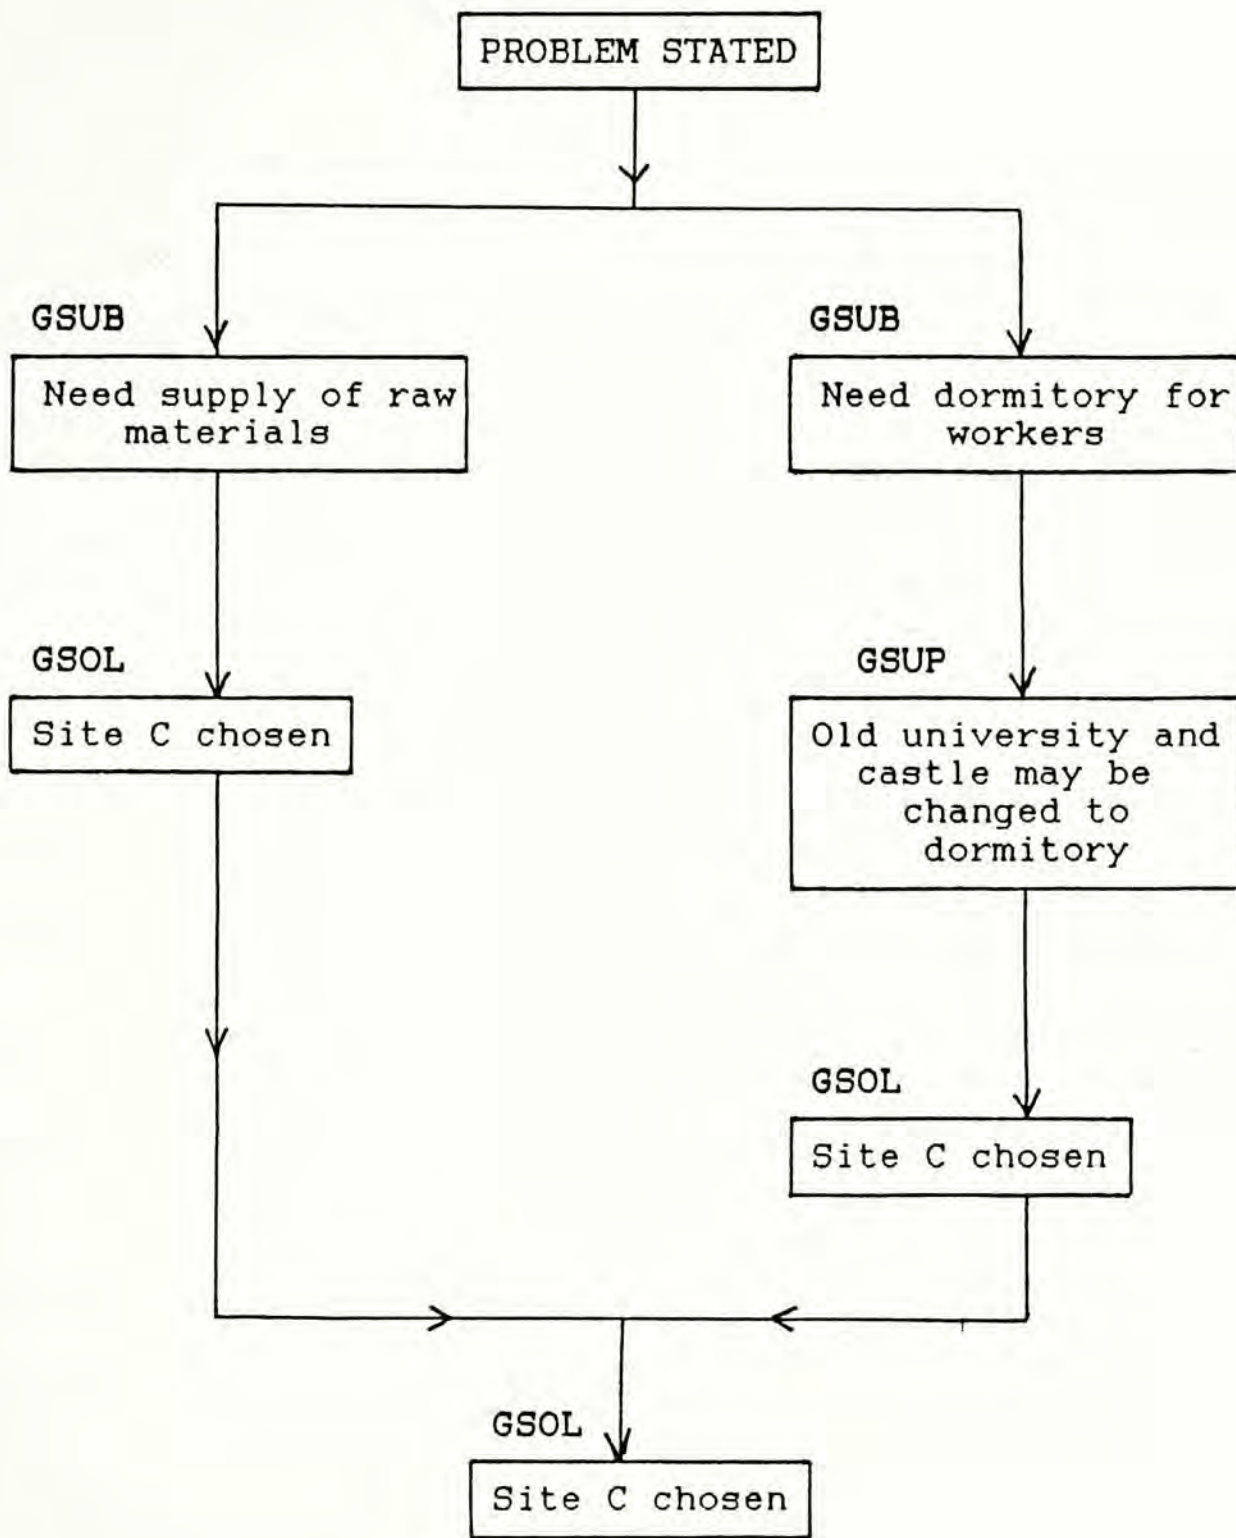 PROBLEM STATED
GSUB
Need supply of raw
materials
GSUB
Need dormitory for
workers
GSOL
Site C chosen
GSUP
Old university and
castle may be
changed to
dormitory
GSOL
Site C chosen
GSOL
Site C chosen